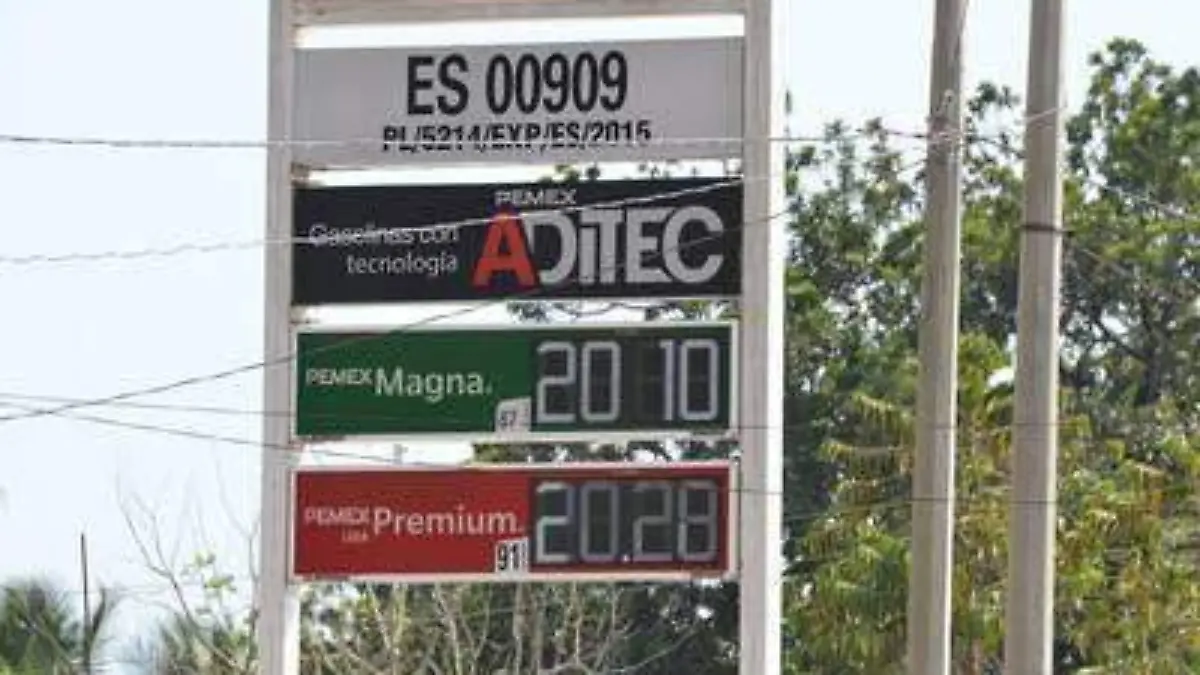 ES 00909
PL/5214/EXP/ES/2015
PEMEX
Gasolinas con
tecnología
ADiTEC
PEMEX Magna.
87
20 10
PEMEX Premium.
91
20.28